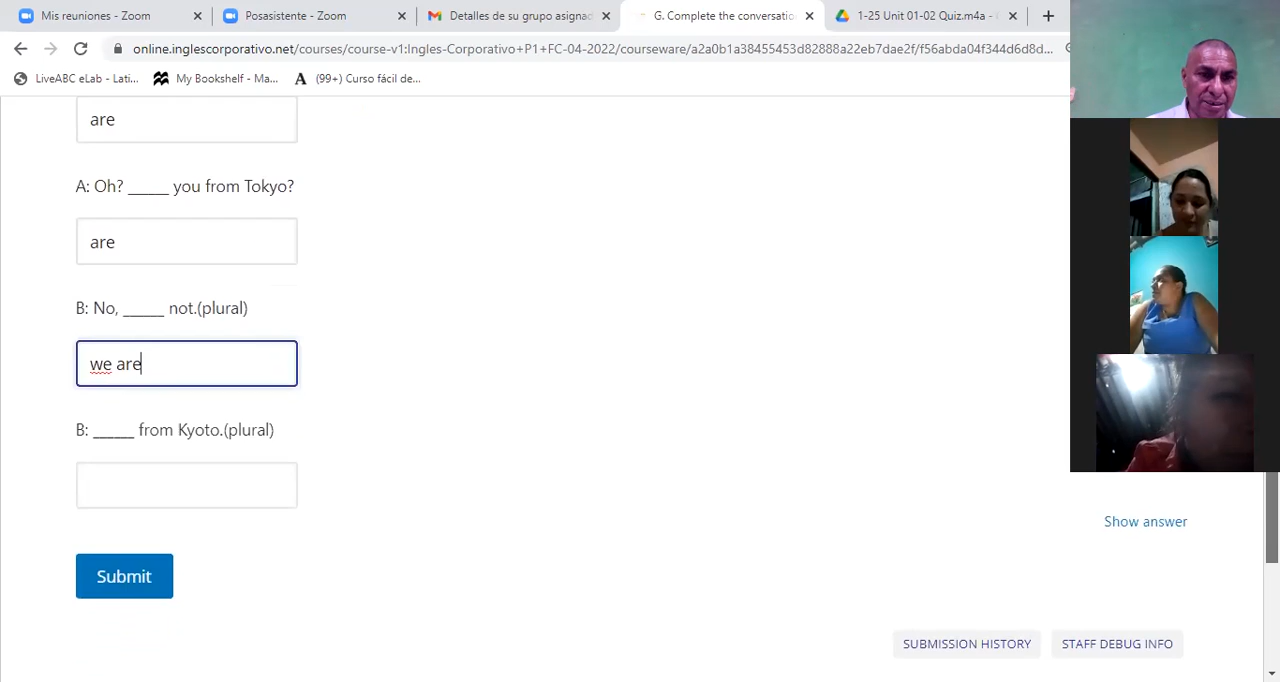 Mis reuniones - Zoom
Posasistente - Zoom
Detalles de su grupo asignad
G. Complete the conversatio
1-25 Unit 01-02 Quiz.m4a -
online.inglescorporativo.net/courses/course-v1:Ingles-Corporativo+P1+FC-04-2022/courseware/a2a0b1a38455453d82888a22eb7dae2f/f56abda04f344d6d8d...
LiveABC eLab - Lati...
My Bookshelf - Ma...
(99+) Curso fácil de...
are
A: Oh? _____ you from Tokyo?
are
B: No, _____ not.(plural)
we are
B: _____ from Kyoto.(plural)
Show answer
Submit
SUBMISSION HISTORY
STAFF DEBUG INFO